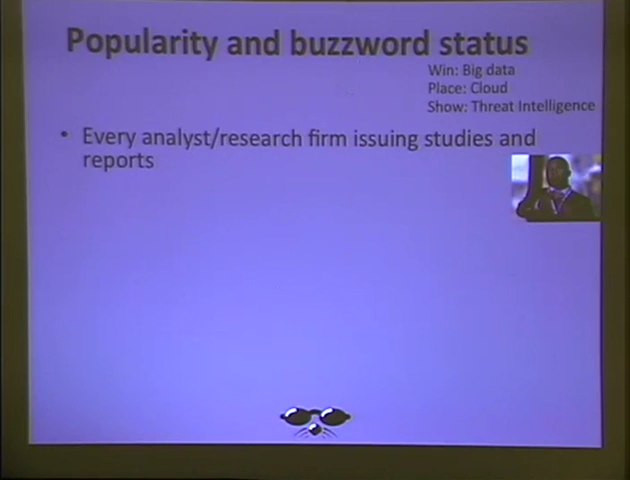 Popularity and buzzword status
Win: Big data
Place: Cloud
Show: Threat Intelligence
• Every analyst/research firm issuing studies and
reports